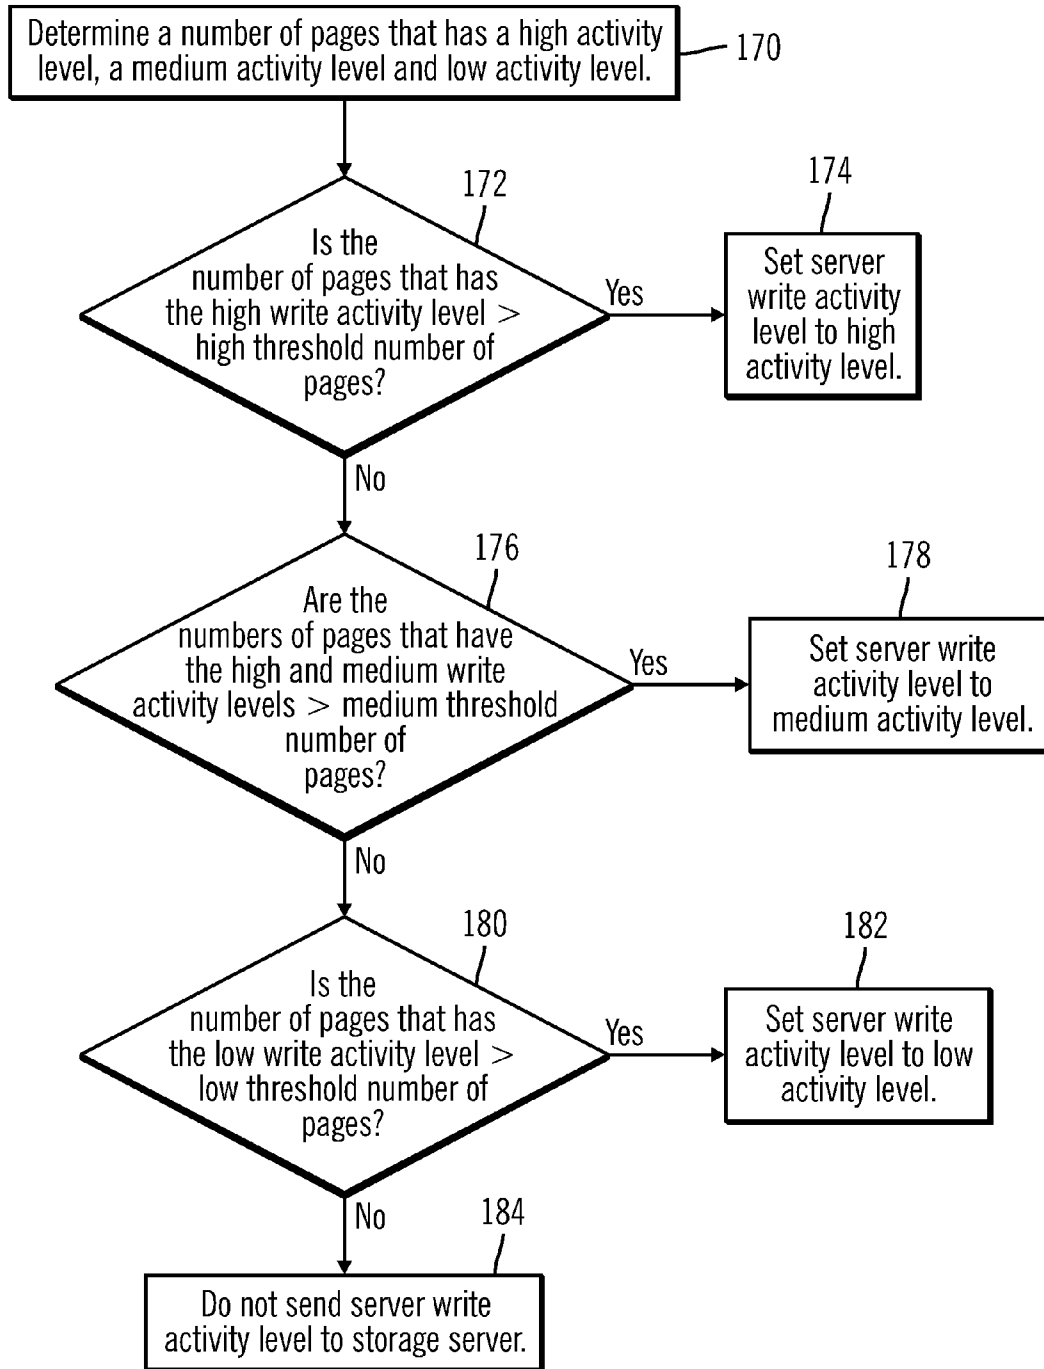 Determine a number of pages that has a high activity
level, a medium activity level and low activity level.
170
172
Is the
number of pages that has
the high write activity level >
high threshold number of
pages?
Yes
174
Set server
write activity
level to high
activity level.
No
176
Are the
numbers of pages that have
the high and medium write
activity levels > medium threshold
number of
pages?
Yes
178
Set server write
activity level to
medium activity level.
No
180
Is the
number of pages that has
the low write activity level >
low threshold number of
pages?
Yes
182
Set server write
activity level to low
activity level.
No
184
Do not send server write
activity level to storage server.